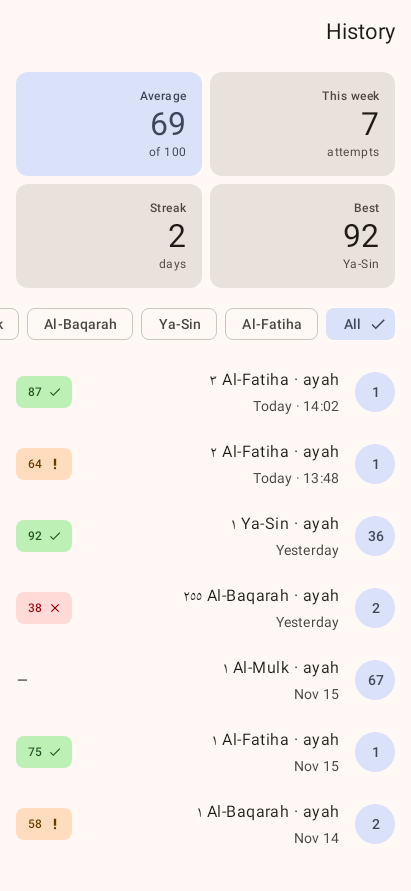 History
This week
7
attempts
Average
69
of 100
Best
92
Ya-Sin
Streak
2
days
All
Al-Fatiha
Ya-Sin
Al-Baqarah
k
1
Al-Fatiha · ayah ٣
Today · 14:02
87
1
Al-Fatiha · ayah ٢
Today · 13:48
64
36
Ya-Sin · ayah ١
Yesterday
92
2
Al-Baqarah · ayah ٢٥٥
Yesterday
38
67
Al-Mulk · ayah ١
Nov 15
–
1
Al-Fatiha · ayah ١
Nov 15
75
2
Al-Baqarah · ayah ١
Nov 14
58